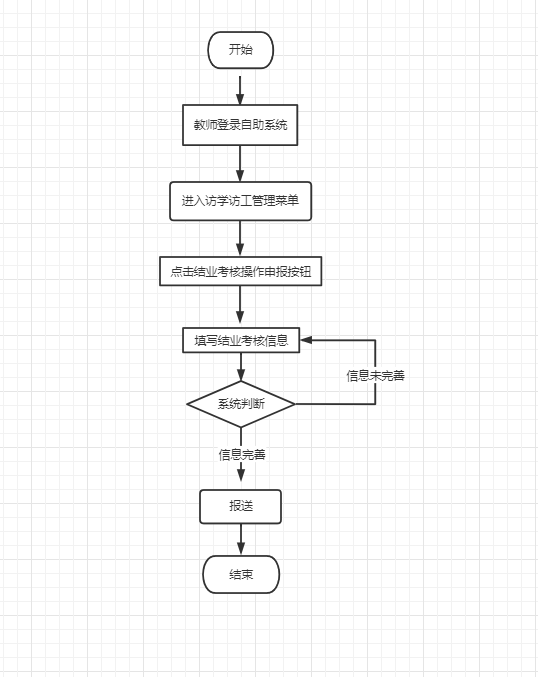 开始
教师登录自助系统
进入访学访工管理菜单
点击结业考核操作申报按钮
填写结业考核信息
信息未完善
系统判断
信息完善
报送
结束